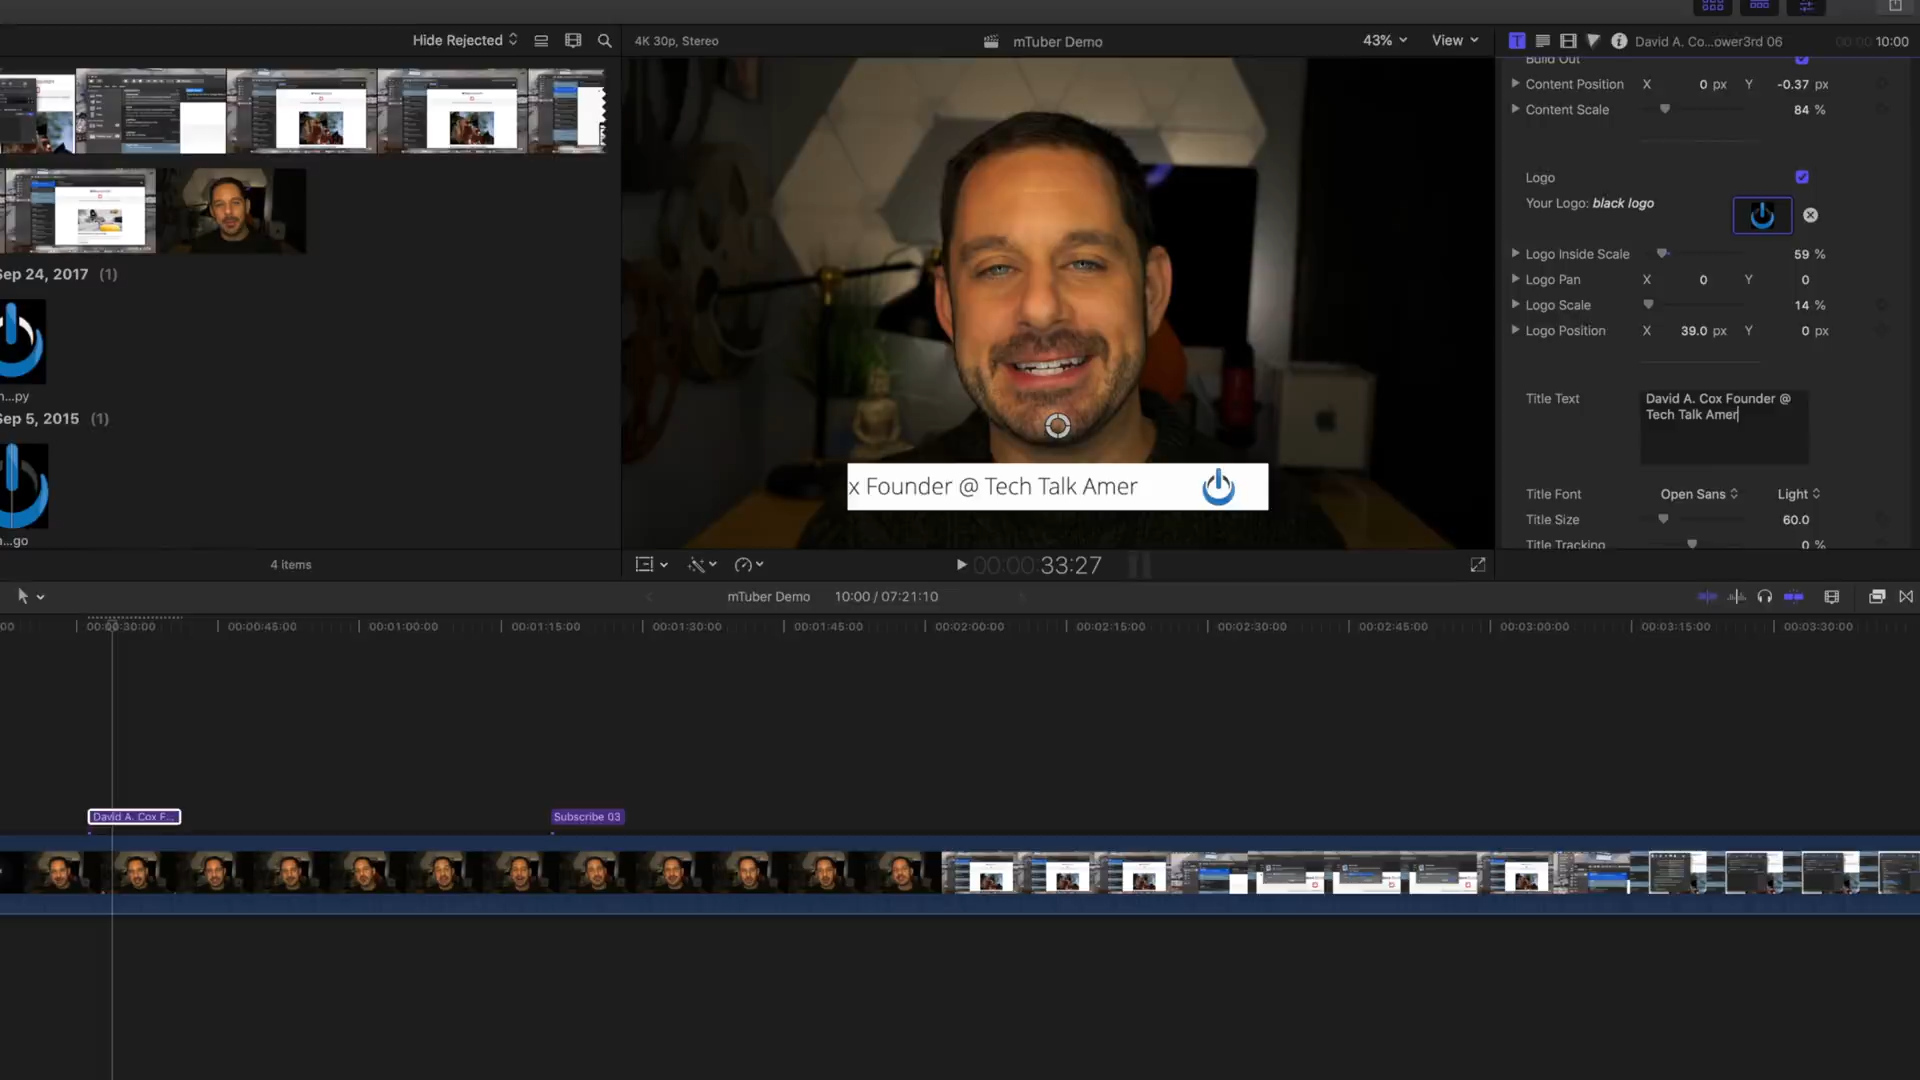 Hide Rejected
4K 30p, Stereo
mTuber Demo
43%
View
David A. Co...ower3rd 06
00:00:10:00
Build Out
Content Position X 0 px Y -0.37 px
Content Scale 84 %
Logo
Your Logo: black logo
Logo Inside Scale 59 %
Logo Pan X 0 Y 0
Logo Scale 14 %
Logo Position X 39.0 px Y 0 px
Title Text
David A. Cox Founder @
Tech Talk Amer
Title Font Open Sans Light
Title Size 60.0
Title Tracking 0 %
Sep 24, 2017 (1)
...py
Sep 5, 2015 (1)
...go
4 items
x Founder @ Tech Talk Amer
00:00:33:27
mTuber Demo
10:00 / 07:21:10
00:00:30:00
00:00:45:00
00:01:00:00
00:01:15:00
00:01:30:00
00:01:45:00
00:02:00:00
00:02:15:00
00:02:30:00
00:02:45:00
00:03:00:00
00:03:15:00
00:03:30:00
David A. Cox F...
Subscribe 03